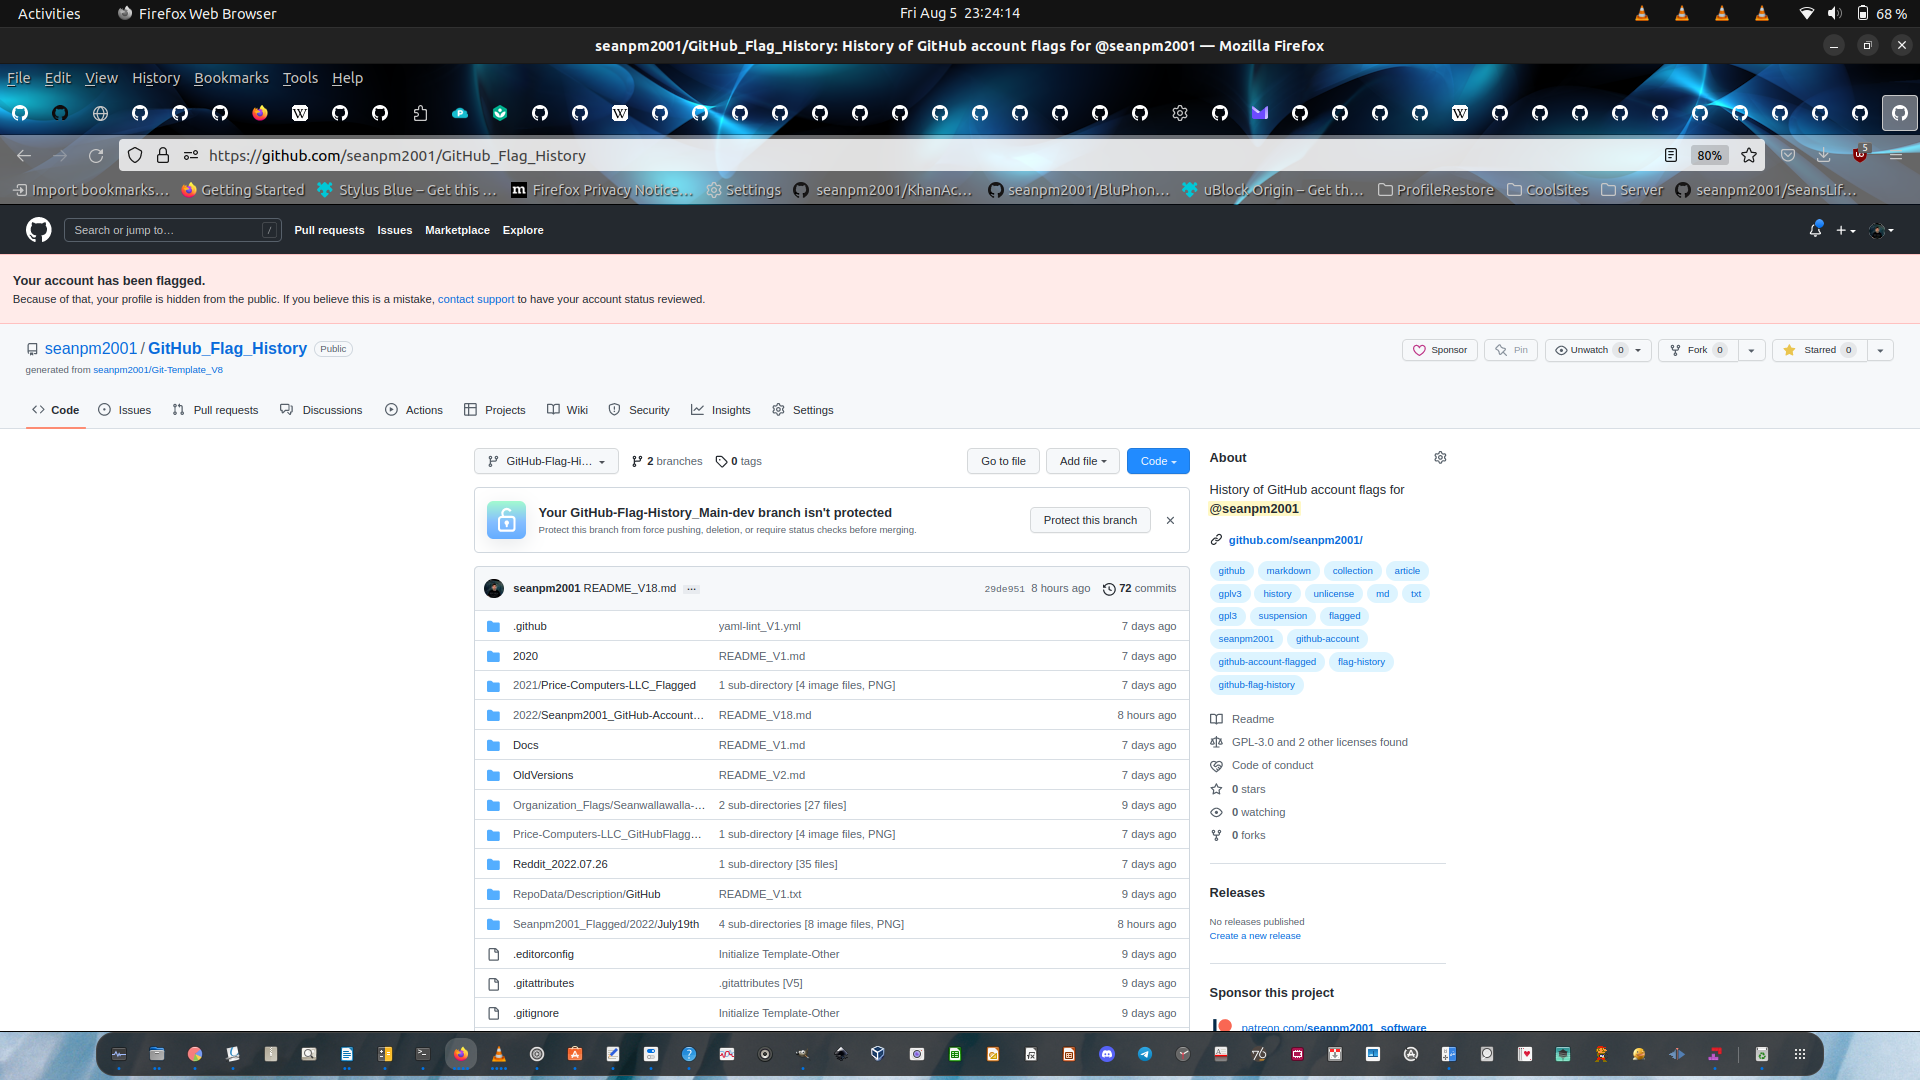 Activities
Firefox Web Browser
Fri Aug 5 23:24:14
68 %
seanpm2001/GitHub_Flag_History: History of GitHub account flags for @seanpm2001 — Mozilla Firefox
File Edit View History Bookmarks Tools Help
https://github.com/seanpm2001/GitHub_Flag_History
80%
5
Import bookmarks… Getting Started Stylus Blue – Get this … Firefox Privacy Notice… Settings seanpm2001/KhanAc… seanpm2001/BluPhon… uBlock Origin – Get th… ProfileRestore CoolSites Server seanpm2001/SeansLif…
Search or jump to… /
Pull requests Issues Marketplace Explore
Your account has been flagged.
Because of that, your profile is hidden from the public. If you believe this is a mistake, contact support to have your account status reviewed.
seanpm2001 / GitHub_Flag_History Public
Sponsor Pin Unwatch 0 Fork 0 Starred 0
generated from seanpm2001/Git-Template_V8
Code Issues Pull requests Discussions Actions Projects Wiki Security Insights Settings
GitHub-Flag-Hi… 2 branches 0 tags
Go to file Add file Code
Your GitHub-Flag-History_Main-dev branch isn't protected
Protect this branch from force pushing, deletion, or require status checks before merging.
Protect this branch
seanpm2001 README_V18.md … 29de951 8 hours ago 72 commits
.github yaml-lint_V1.yml 7 days ago
2020 README_V1.md 7 days ago
2021/Price-Computers-LLC_Flagged 1 sub-directory [4 image files, PNG] 7 days ago
2022/Seanpm2001_GitHub-Account… README_V18.md 8 hours ago
Docs README_V1.md 7 days ago
OldVersions README_V2.md 7 days ago
Organization_Flags/Seanwallawalla-… 2 sub-directories [27 files] 9 days ago
Price-Computers-LLC_GitHubFlagg… 1 sub-directory [4 image files, PNG] 7 days ago
Reddit_2022.07.26 1 sub-directory [35 files] 7 days ago
RepoData/Description/GitHub README_V1.txt 9 days ago
Seanpm2001_Flagged/2022/July19th 4 sub-directories [8 image files, PNG] 8 hours ago
.editorconfig Initialize Template-Other 9 days ago
.gitattributes .gitattributes [V5] 9 days ago
.gitignore Initialize Template-Other 9 days ago
About
History of GitHub account flags for
@seanpm2001
github.com/seanpm2001/
github markdown collection article
gplv3 history unlicense md txt
gpl3 suspension flagged
seanpm2001 github-account
github-account-flagged flag-history
github-flag-history
Readme
GPL-3.0 and 2 other licenses found
Code of conduct
0 stars
0 watching
0 forks
Releases
No releases published
Create a new release
Sponsor this project
patreon.com/seanpm2001_software